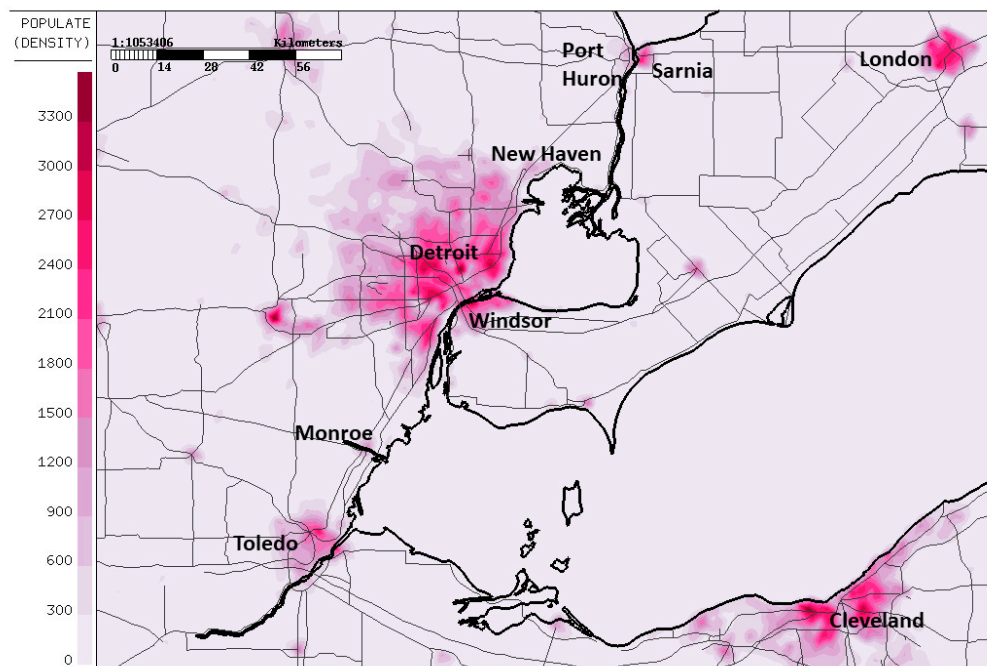 POPULATE
(DENSITY)
3300
3000
2700
2400
2100
1800
1500
1200
900
600
300
0
1:1053406 Kilometers
0 14 28 42 56
Port
Huron
Sarnia
London
New Haven
Detroit
Windsor
Monroe
Toledo
Cleveland